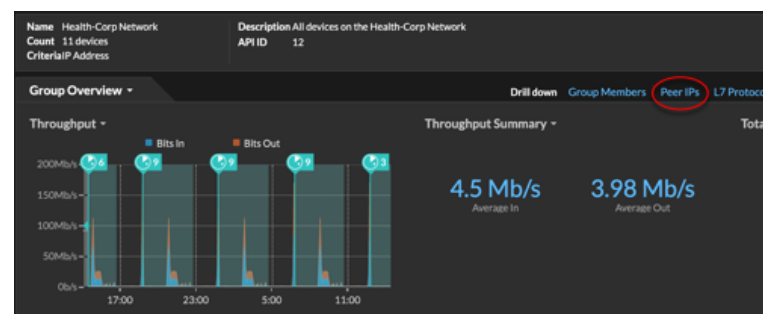 Name Health-Corp Network
Count 11 devices
CriteriaIP Address
Description All devices on the Health-Corp Network
API ID 12
Group Overview
Drill down Group Members Peer IPs L7 Protoco
Throughput
Bits In Bits Out
200Mb/s
150Mb/s
100Mb/s
50Mb/s
0b/s
6 9 9 9 3
17:00 23:00 5:00 11:00
Throughput Summary
4.5 Mb/s
Average In
3.98 Mb/s
Average Out
Tota